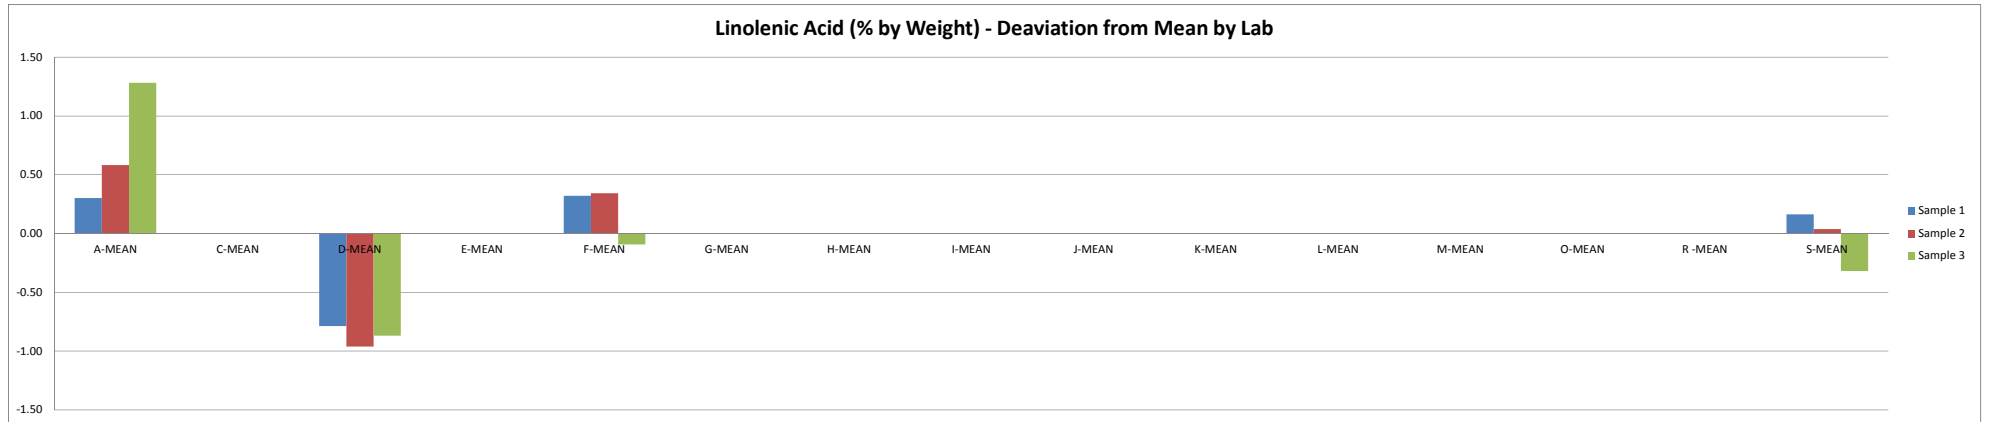 Linolenic Acid (% by Weight) - Deaviation from Mean by Lab
1.50
1.00
0.50
0.00
-0.50
-1.00
-1.50
A-MEAN C-MEAN D-MEAN E-MEAN F-MEAN G-MEAN H-MEAN I-MEAN J-MEAN K-MEAN L-MEAN M-MEAN O-MEAN R -MEAN S-MEAN
Sample 1
Sample 2
Sample 3